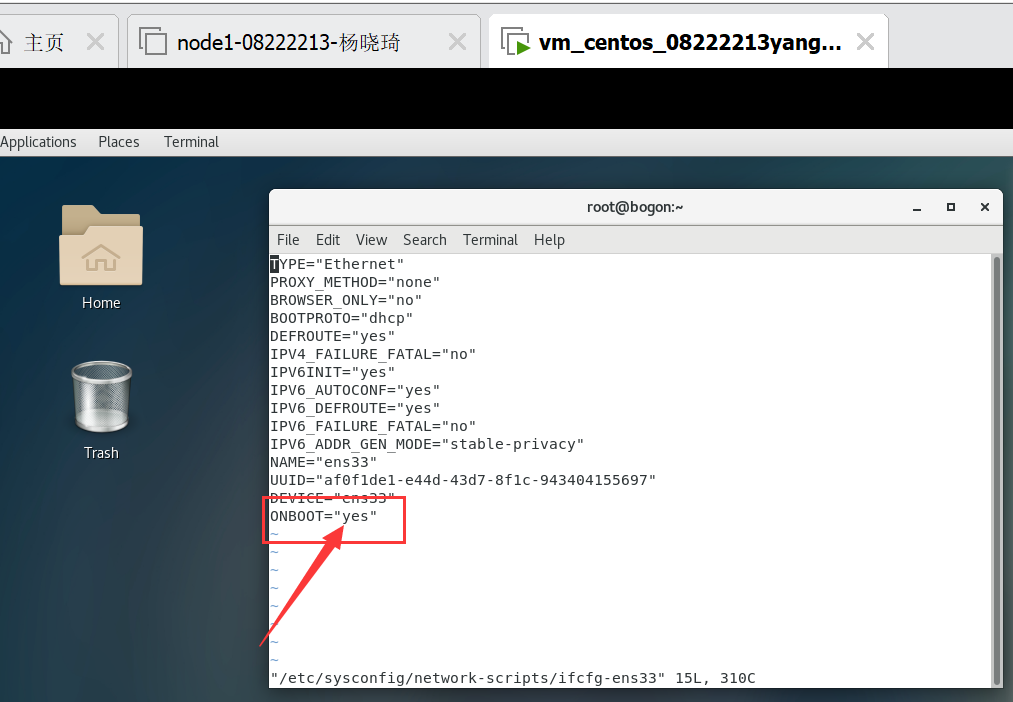 主页
node1-08222213-杨晓琦
vm_centos_08222213yang...
Applications Places Terminal
Home
Trash
root@bogon:~
File Edit View Search Terminal Help
TYPE="Ethernet"
PROXY_METHOD="none"
BROWSER_ONLY="no"
BOOTPROTO="dhcp"
DEFROUTE="yes"
IPV4_FAILURE_FATAL="no"
IPV6INIT="yes"
IPV6_AUTOCONF="yes"
IPV6_DEFROUTE="yes"
IPV6_FAILURE_FATAL="no"
IPV6_ADDR_GEN_MODE="stable-privacy"
NAME="ens33"
UUID="af0f1de1-e44d-43d7-8f1c-943404155697"
DEVICE="ens33"
ONBOOT="yes"
~
~
~
~
~
~
~
~
"/etc/sysconfig/network-scripts/ifcfg-ens33" 15L, 310C